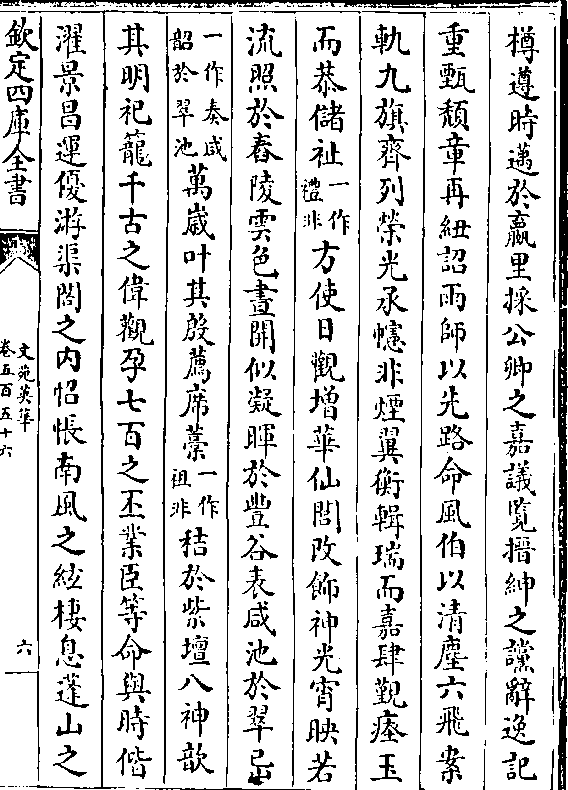 樽遵時邁於贏里採公卿之嘉議覽搢紳之讜辭逸記
重甄頽章再紐詔雨師以先路命風伯以清塵六飛案
軌九旗齊列榮光承幰非煙翼衡輯瑞而嘉肆覲瘞玉
而恭儲祉一作禮非方使日觀增華仙閭改飾神光宵映若
流照於舂陵雲色晝開似凝暉於豐谷表咸池於翠
一作奏咸韶於翠池萬歲叶其殷薦席藁一作租非秸於紫壇八神歆
其明祀籠千古之偉觀孕七百之丕業臣等命與時偕
濯景昌運優游渠閣之内怊悵南風之絃棲息蓬山之
欽定四庫全書
文苑英華
卷五百五十六
六